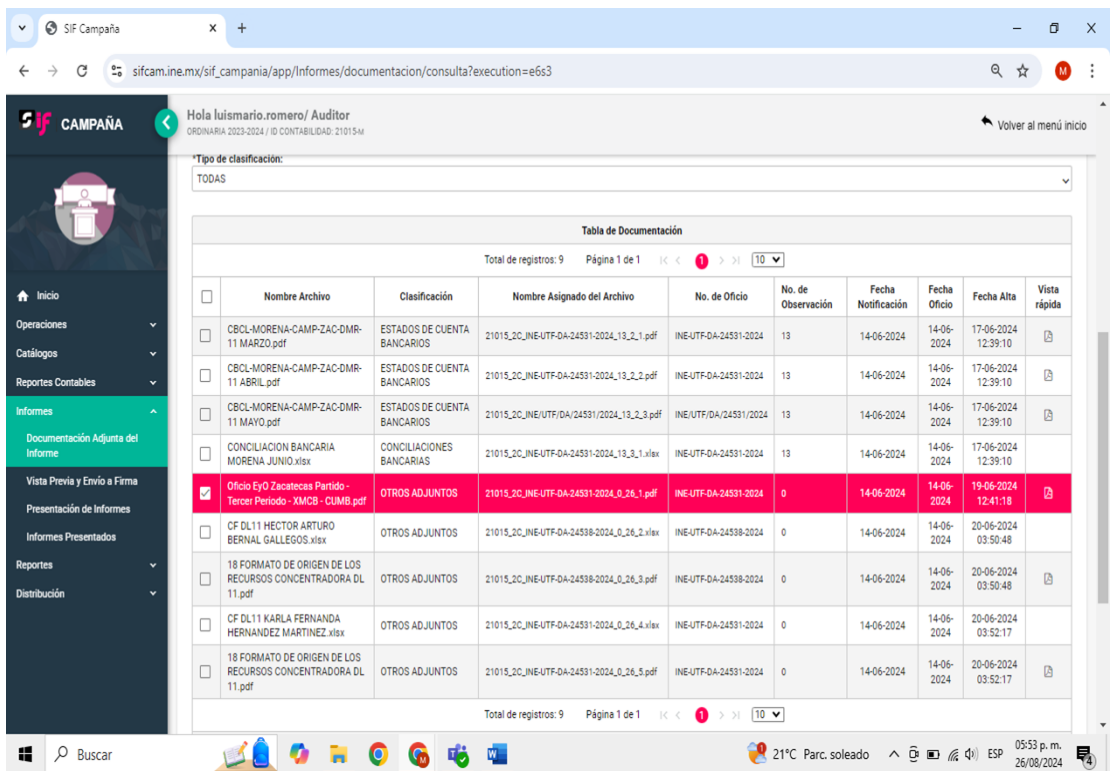 SIF Campaña
sifcam.ine.mx/sif_campania/app/Informes/documentacion/consulta?execution=e6s3
M
SIF CAMPAÑA
Hola luismario.romero/ Auditor
ORDINARIA 2023-2024 / ID CONTABILIDAD: 21015-M
Volver al menú inicio
*Tipo de clasificación:
TODAS
Inicio
Operaciones
Catálogos
Reportes Contables
Informes
Documentación Adjunta del
Informe
Vista Previa y Envío a Firma
Presentación de Informes
Informes Presentados
Reportes
Distribución
Tabla de Documentación
Total de registros: 9 Página 1 de 1 |< < 1 > >| 10
Nombre Archivo Clasificación Nombre Asignado del Archivo No. de Oficio No. de Observación Fecha Notificación Fecha Oficio Fecha Alta Vista rápida
CBCL-MORENA-CAMP-ZAC-DMR-11 MARZO.pdf ESTADOS DE CUENTA BANCARIOS 21015_2C_INE-UTF-DA-24531-2024_13_2_1.pdf INE-UTF-DA-24531-2024 13 14-06-2024 14-06-2024 17-06-2024 12:39:10
CBCL-MORENA-CAMP-ZAC-DMR-11 ABRIL.pdf ESTADOS DE CUENTA BANCARIOS 21015_2C_INE-UTF-DA-24531-2024_13_2_2.pdf INE-UTF-DA-24531-2024 13 14-06-2024 14-06-2024 17-06-2024 12:39:10
CBCL-MORENA-CAMP-ZAC-DMR-11 MAYO.pdf ESTADOS DE CUENTA BANCARIOS 21015_2C_INE/UTF/DA/24531/2024_13_2_3.pdf INE/UTF/DA/24531/2024 13 14-06-2024 14-06-2024 17-06-2024 12:39:10
CONCILIACION BANCARIA MORENA JUNIO.xlsx CONCILIACIONES BANCARIAS 21015_2C_INE-UTF-DA-24531-2024_13_3_1.xlsx INE-UTF-DA-24531-2024 13 14-06-2024 14-06-2024 17-06-2024 12:39:10
Oficio EyO Zacatecas Partido - Tercer Periodo - XMCB - CUMB.pdf OTROS ADJUNTOS 21015_2C_INE-UTF-DA-24531-2024_0_26_1.pdf INE-UTF-DA-24531-2024 0 14-06-2024 14-06-2024 19-06-2024 12:41:18
CF DL11 HECTOR ARTURO BERNAL GALLEGOS.xlsx OTROS ADJUNTOS 21015_2C_INE-UTF-DA-24538-2024_0_26_2.xlsx INE-UTF-DA-24538-2024 0 14-06-2024 14-06-2024 20-06-2024 03:50:48
18 FORMATO DE ORIGEN DE LOS RECURSOS CONCENTRADORA DL 11.pdf OTROS ADJUNTOS 21015_2C_INE-UTF-DA-24538-2024_0_26_3.pdf INE-UTF-DA-24538-2024 0 14-06-2024 14-06-2024 20-06-2024 03:50:48
CF DL11 KARLA FERNANDA HERNANDEZ MARTINEZ.xlsx OTROS ADJUNTOS 21015_2C_INE-UTF-DA-24531-2024_0_26_4.xlsx INE-UTF-DA-24531-2024 0 14-06-2024 14-06-2024 20-06-2024 03:52:17
18 FORMATO DE ORIGEN DE LOS RECURSOS CONCENTRADORA DL 11.pdf OTROS ADJUNTOS 21015_2C_INE-UTF-DA-24531-2024_0_26_5.pdf INE-UTF-DA-24531-2024 0 14-06-2024 14-06-2024 20-06-2024 03:52:17
Total de registros: 9 Página 1 de 1 |< < 1 > >| 10
Buscar
21°C Parc. soleado
ESP
05:53 p. m.
26/08/2024
4